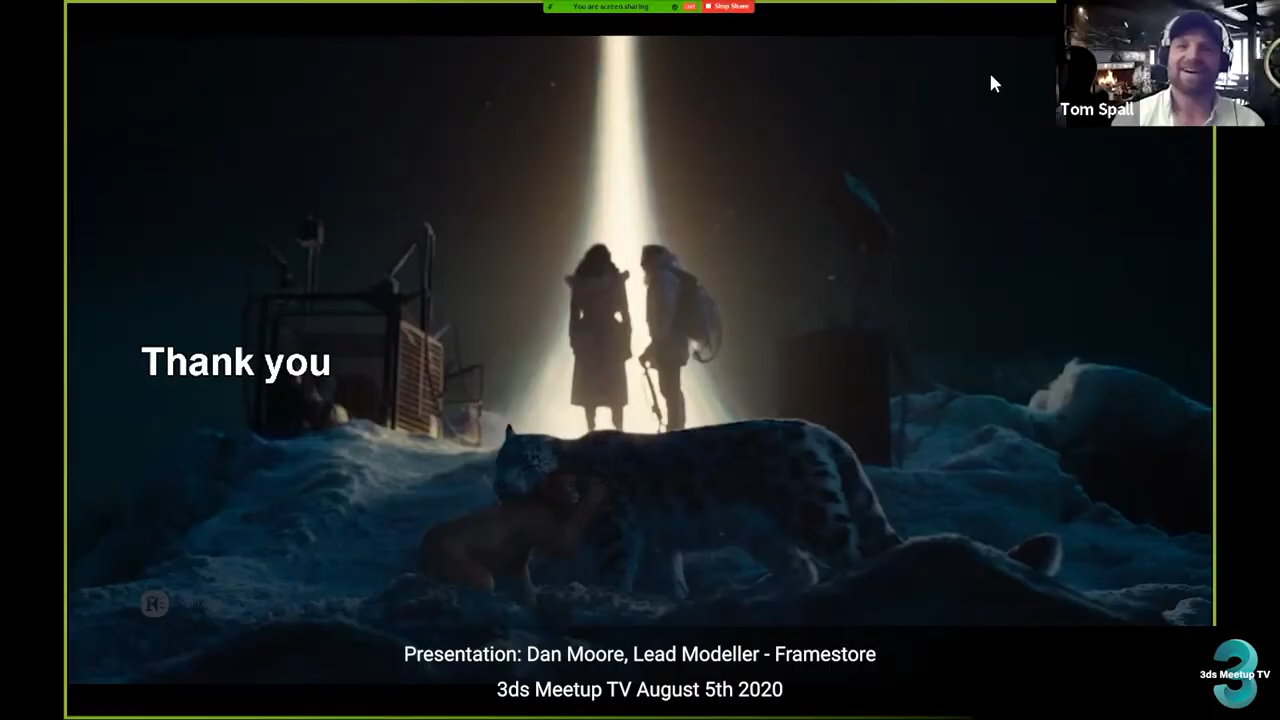 You are screen sharing
Stop Share
Tom Spall
Thank you
Presentation: Dan Moore, Lead Modeller - Framestore
3ds Meetup TV August 5th 2020
3ds Meetup TV